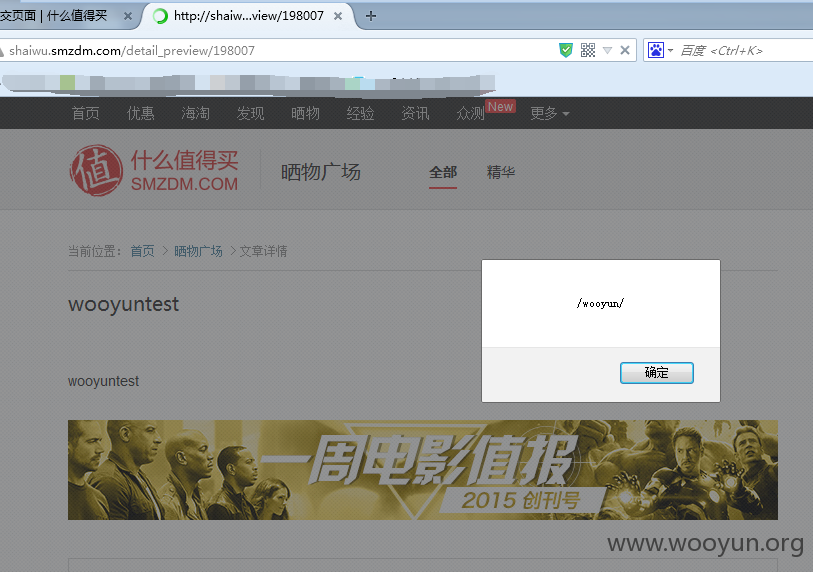 交页面 | 什么值得买
http://shaiw...view/198007
shaiwu.smzdm.com/detail_preview/198007
百度 <Ctrl+K>
首页 优惠 海淘 发现 晒物 经验 资讯 众测 New 更多
值 什么值得买
SMZDM.COM
晒物广场 全部 精华
当前位置： 首页 > 晒物广场 > 文章详情
wooyuntest
/wooyun/
确定
wooyuntest
一周电影值报
2015 创刊号
www.wooyun.org